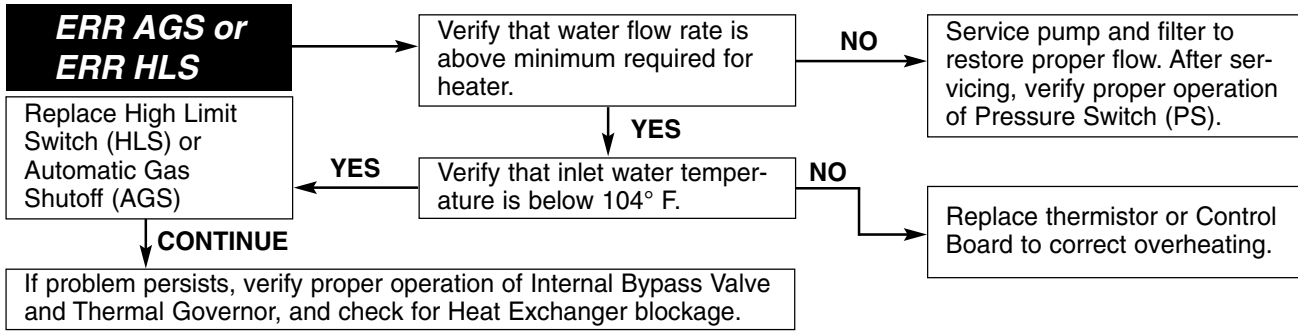 ERR AGS or
ERR HLS
Verify that water flow rate is
above minimum required for
heater.
NO
Service pump and filter to
restore proper flow. After ser-
vicing, verify proper operation
of Pressure Switch (PS).
YES
Verify that inlet water temper-
ature is below 104° F.
NO
Replace thermistor or Control
Board to correct overheating.
YES
Replace High Limit
Switch (HLS) or
Automatic Gas
Shutoff (AGS)
CONTINUE
If problem persists, verify proper operation of Internal Bypass Valve
and Thermal Governor, and check for Heat Exchanger blockage.